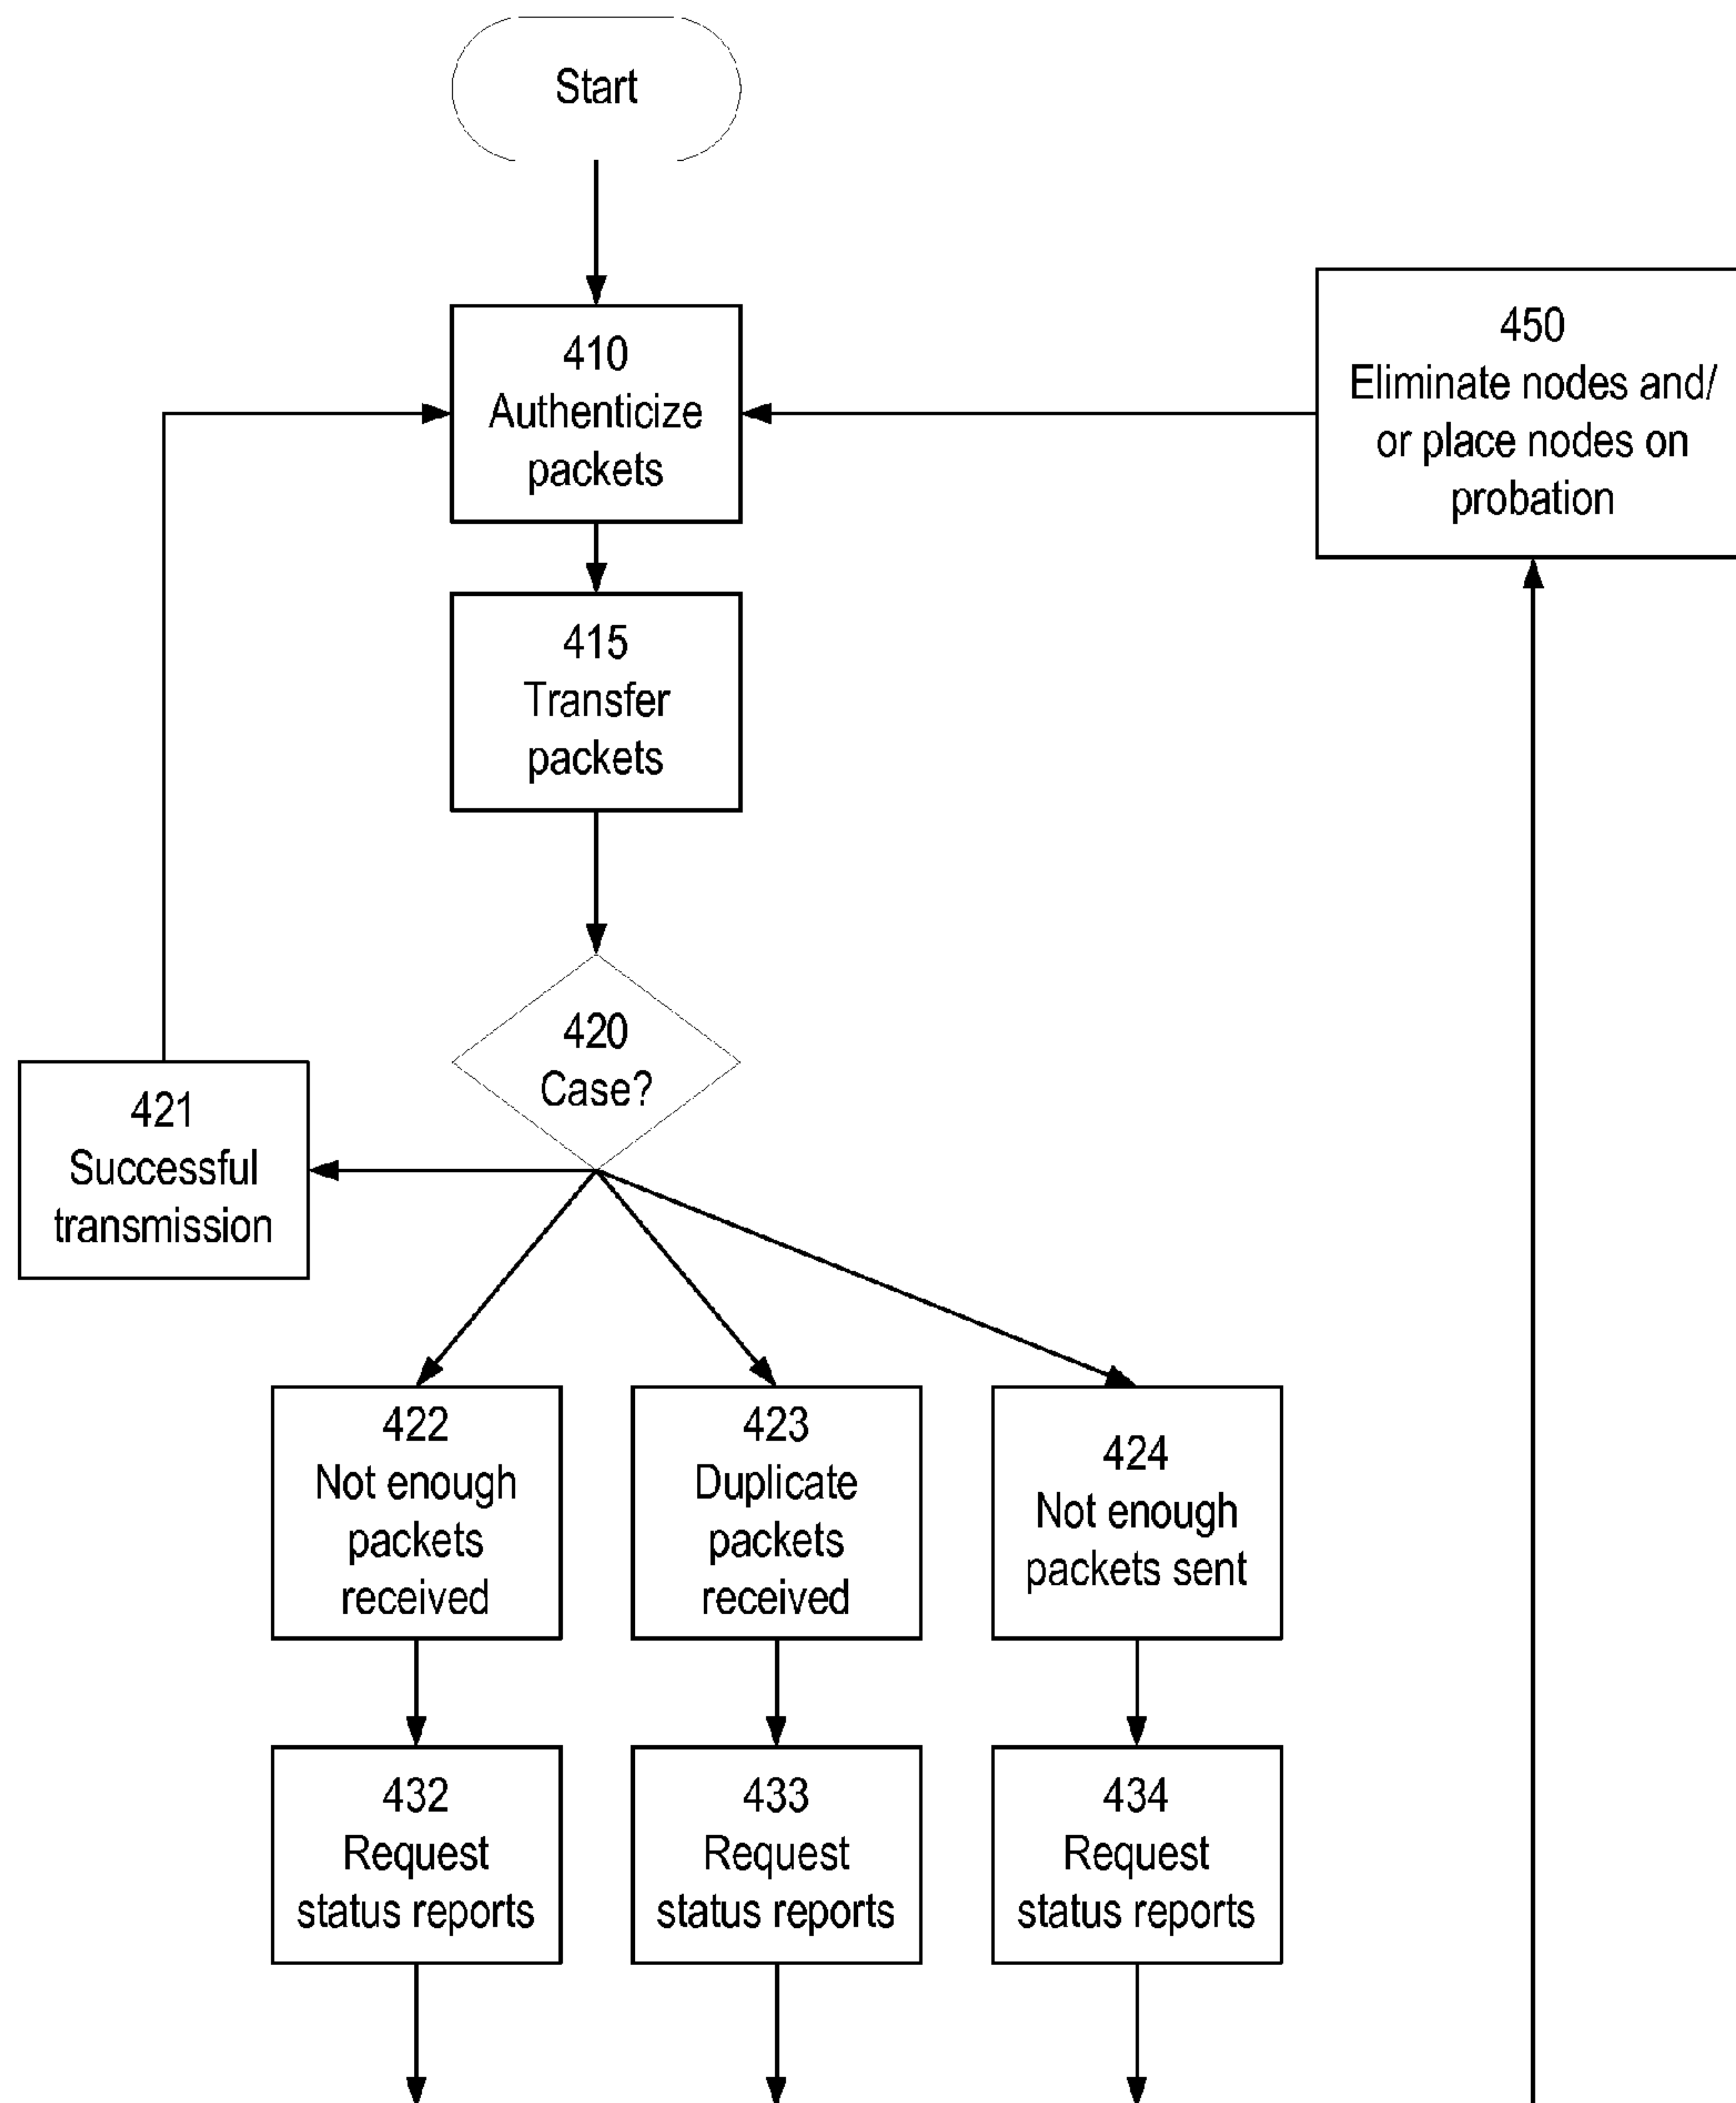 Start
410
Authenticize
packets
450
Eliminate nodes and/
or place nodes on
probation
415
Transfer
packets
420
Case?
421
Successful
transmission
422
Not enough
packets
received
423
Duplicate
packets
received
424
Not enough
packets sent
432
Request
status reports
433
Request
status reports
434
Request
status reports